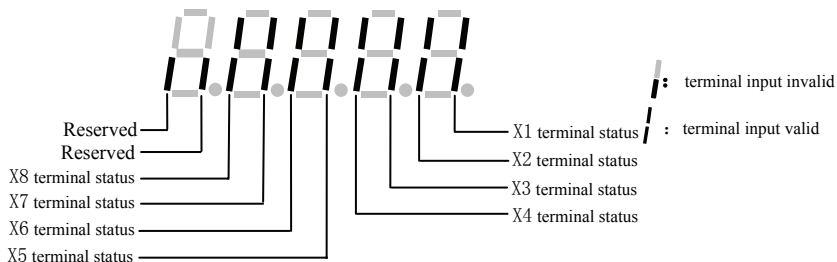 Reserved
Reserved
X8 terminal status
X7 terminal status
X6 terminal status
X5 terminal status
X1 terminal status
X2 terminal status
X3 terminal status
X4 terminal status
: terminal input invalid
: terminal input valid